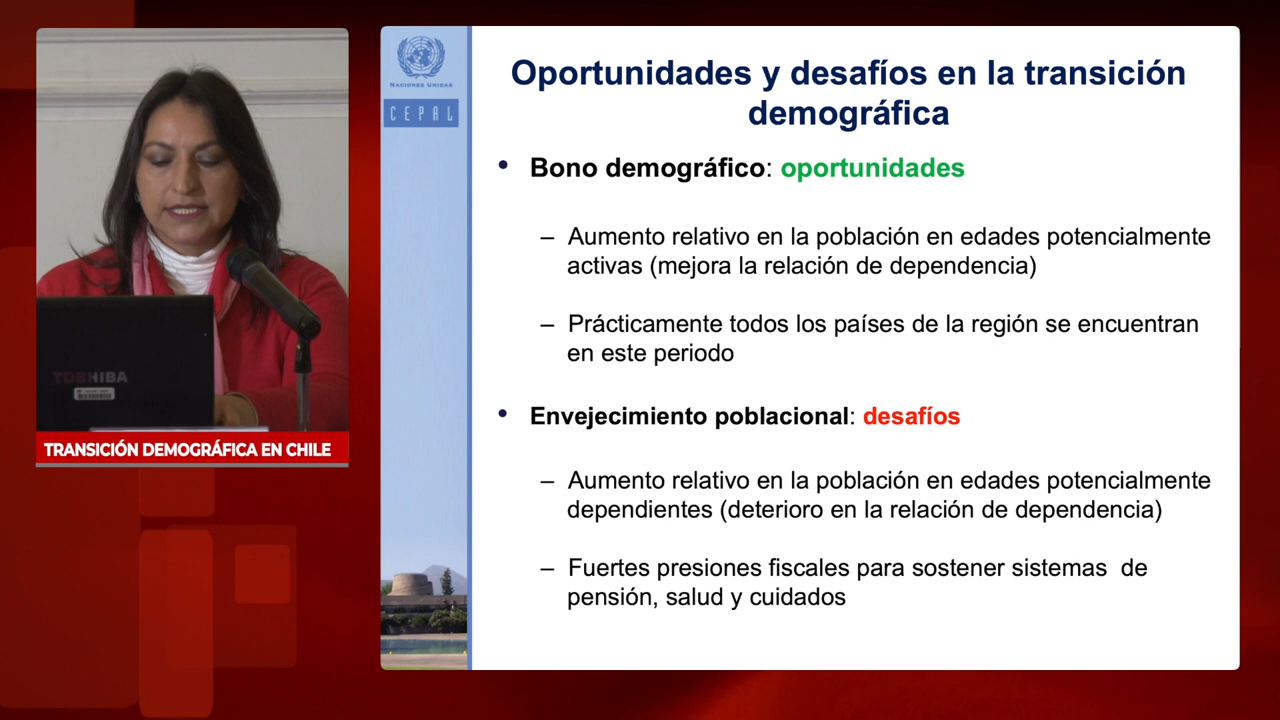 NACIONES UNIDAS
CEPAL
Oportunidades y desafíos en la transición
demográfica
• Bono demográfico: oportunidades
– Aumento relativo en la población en edades potencialmente
activas (mejora la relación de dependencia)
– Prácticamente todos los países de la región se encuentran
en este periodo
• Envejecimiento poblacional: desafíos
– Aumento relativo en la población en edades potencialmente
dependientes (deterioro en la relación de dependencia)
– Fuertes presiones fiscales para sostener sistemas  de
pensión, salud y cuidados
TOSHIBA
TRANSICIÓN DEMOGRÁFICA EN CHILE